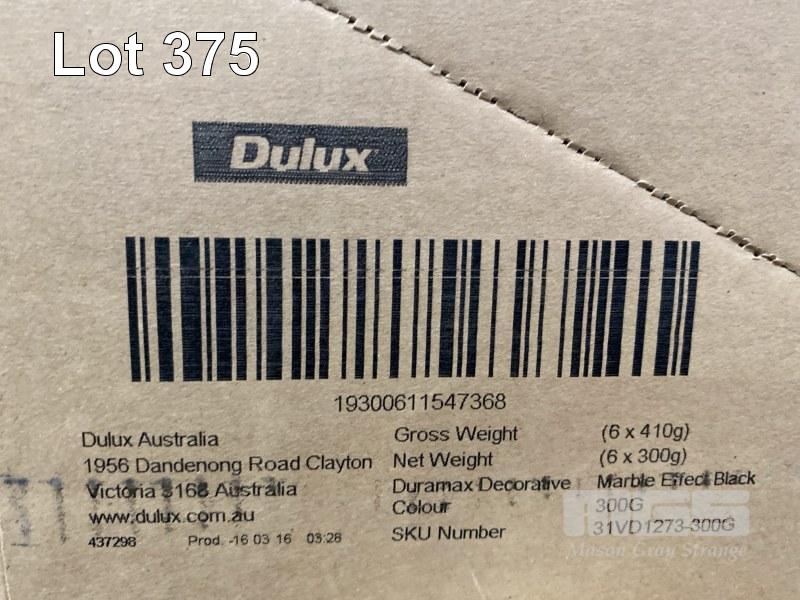 Lot 375
Dulux
19300611547368
Dulux Australia
1956 Dandenong Road Clayton
Victoria 3168 Australia
www.dulux.com.au
437298 Prod. -16 03 16 03:28
Gross Weight (6 x 410g)
Net Weight (6 x 300g)
Duramax Decorative Marble Effect Black
Colour 300G
SKU Number 31VD1273-300G
MGS
Mason Gray Strange